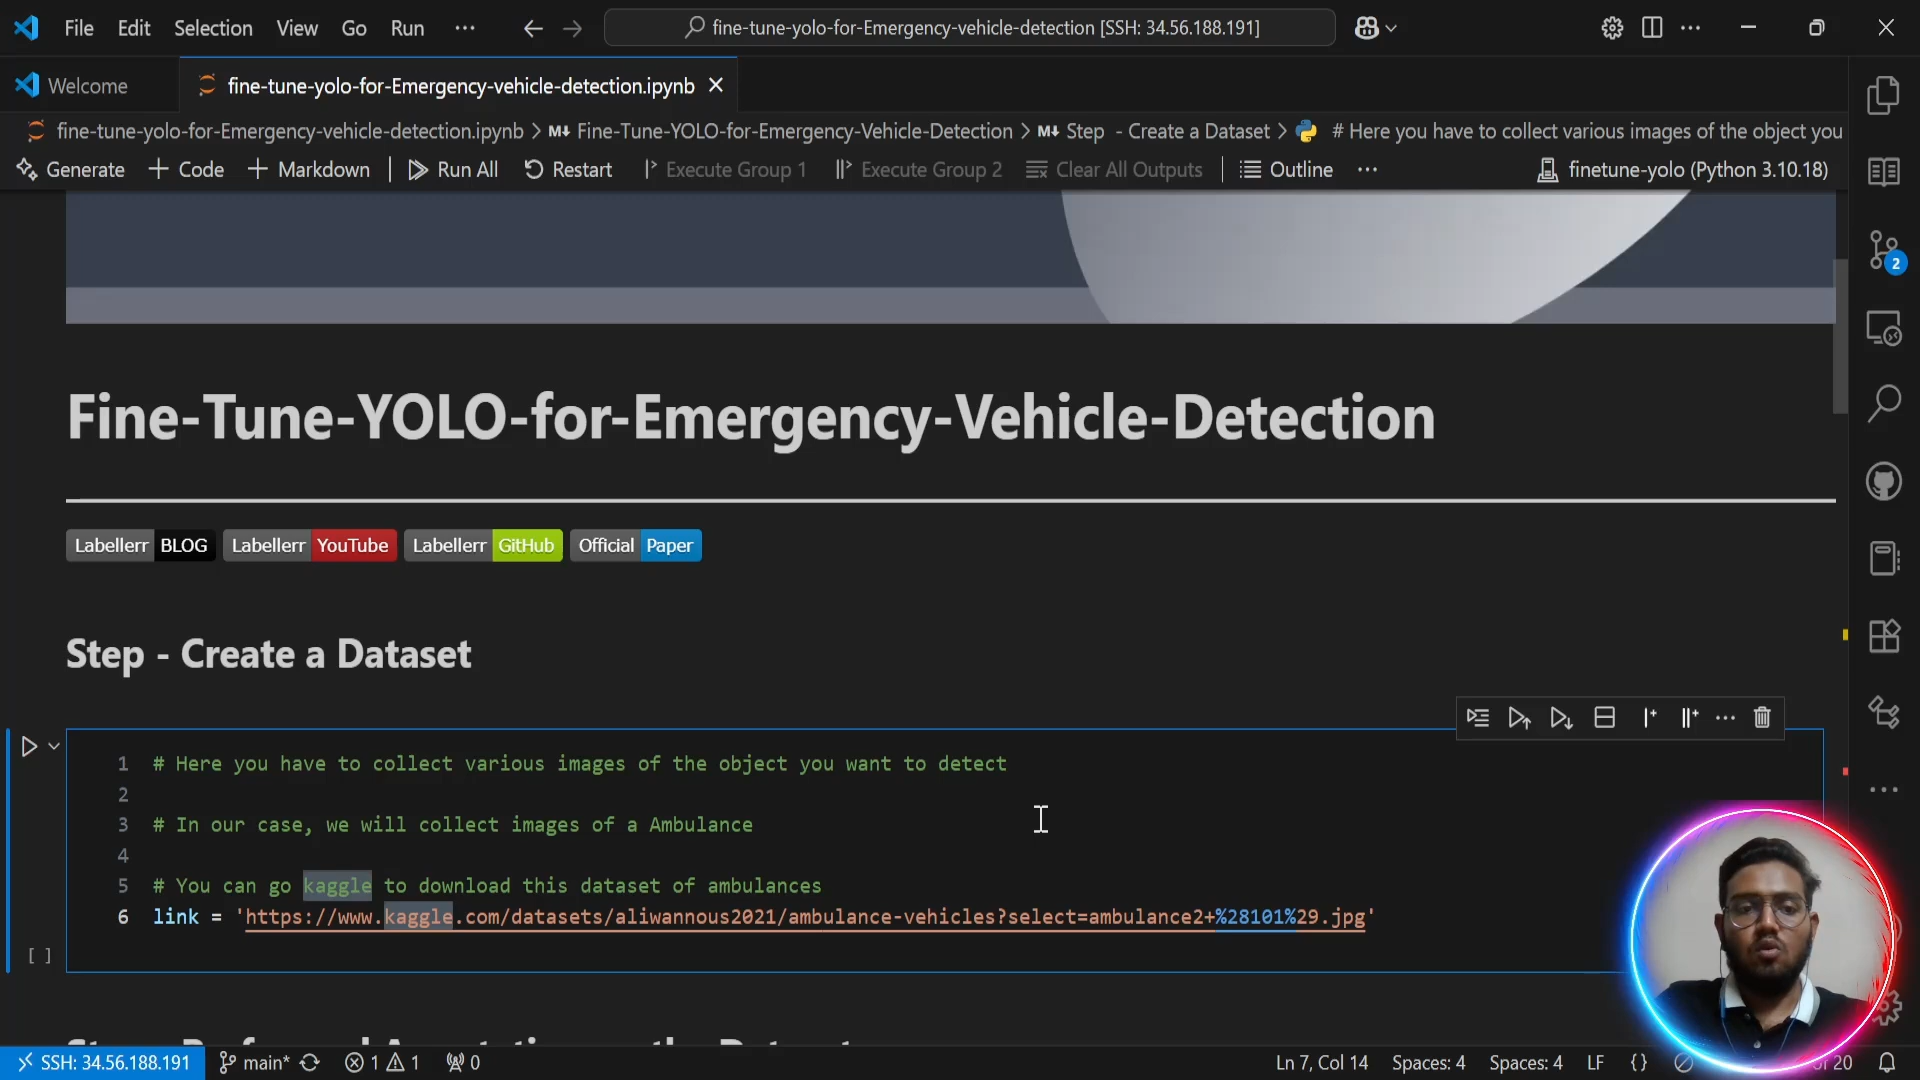 File Edit Selection View Go Run ··· fine-tune-yolo-for-Emergency-vehicle-detection [SSH: 34.56.188.191]
Welcome fine-tune-yolo-for-Emergency-vehicle-detection.ipynb
fine-tune-yolo-for-Emergency-vehicle-detection.ipynb > M↓ Fine-Tune-YOLO-for-Emergency-Vehicle-Detection > M↓ Step - Create a Dataset > # Here you have to collect various images of the object you
Generate + Code + Markdown | Run All Restart Execute Group 1 Execute Group 2 Clear All Outputs | Outline ··· finetune-yolo (Python 3.10.18)
2
Fine-Tune-YOLO-for-Emergency-Vehicle-Detection
Labellerr BLOG Labellerr YouTube Labellerr GitHub Official Paper
Step - Create a Dataset
1 # Here you have to collect various images of the object you want to detect
2
3 # In our case, we will collect images of a Ambulance
4
5 # You can go kaggle to download this dataset of ambulances
6 link = 'https://www.kaggle.com/datasets/aliwannous2021/ambulance-vehicles?select=ambulance2+%28101%29.jpg'
[ ]
SSH: 34.56.188.191 main* 1 1 0 Ln 7, Col 14 Spaces: 4 Spaces: 4 LF {} of 20